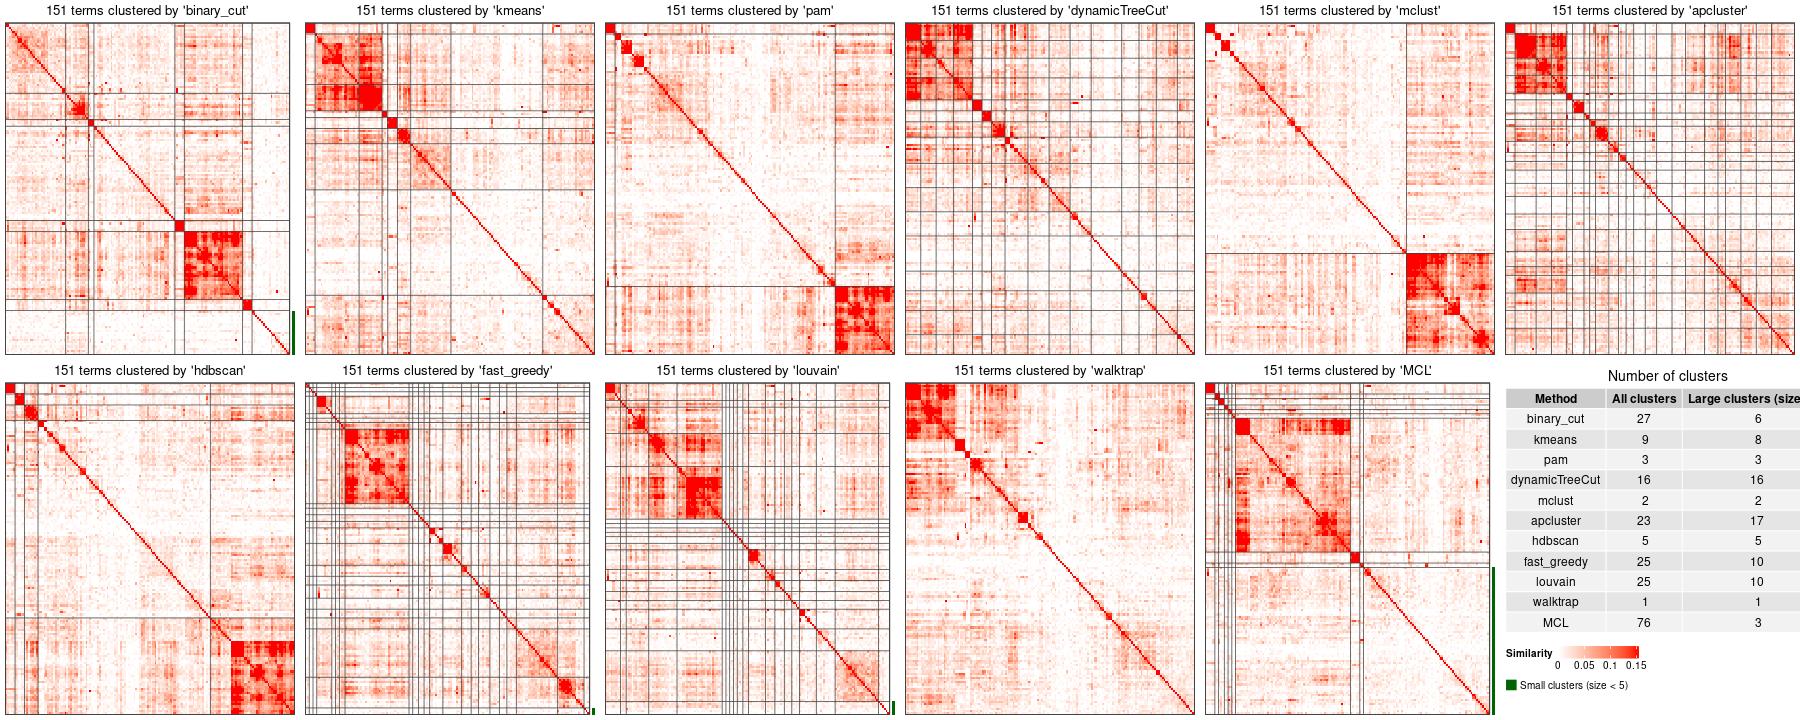 151 terms clustered by 'binary_cut'
151 terms clustered by 'kmeans'
151 terms clustered by 'pam'
151 terms clustered by 'dynamicTreeCut'
151 terms clustered by 'mclust'
151 terms clustered by 'apcluster'
151 terms clustered by 'hdbscan'
151 terms clustered by 'fast_greedy'
151 terms clustered by 'louvain'
151 terms clustered by 'walktrap'
151 terms clustered by 'MCL'
Number of clusters
Method All clusters Large clusters (size
binary_cut 27 6
kmeans 9 8
pam 3 3
dynamicTreeCut 16 16
mclust 2 2
apcluster 23 17
hdbscan 5 5
fast_greedy 25 10
louvain 25 10
walktrap 1 1
MCL 76 3
Similarity
0 0.05 0.1 0.15
Small clusters (size < 5)